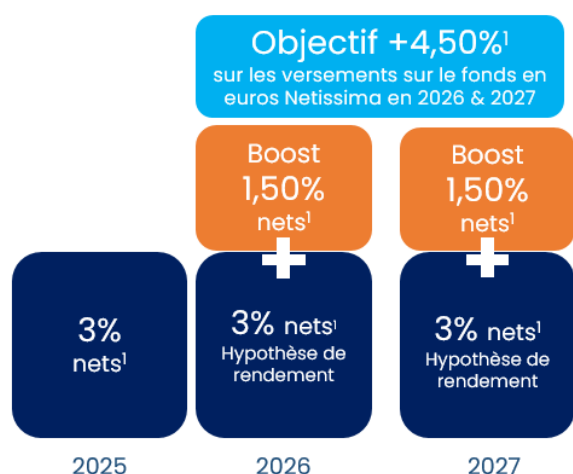 Objectif +4,50%¹
sur les versements sur le fonds en
euros Netissima en 2026 & 2027
Boost
1,50%
nets¹
Boost
1,50%
nets¹
3%
nets¹
3% nets¹
Hypothèse de
rendement
3% nets¹
Hypothèse de
rendement
2025
2026
2027